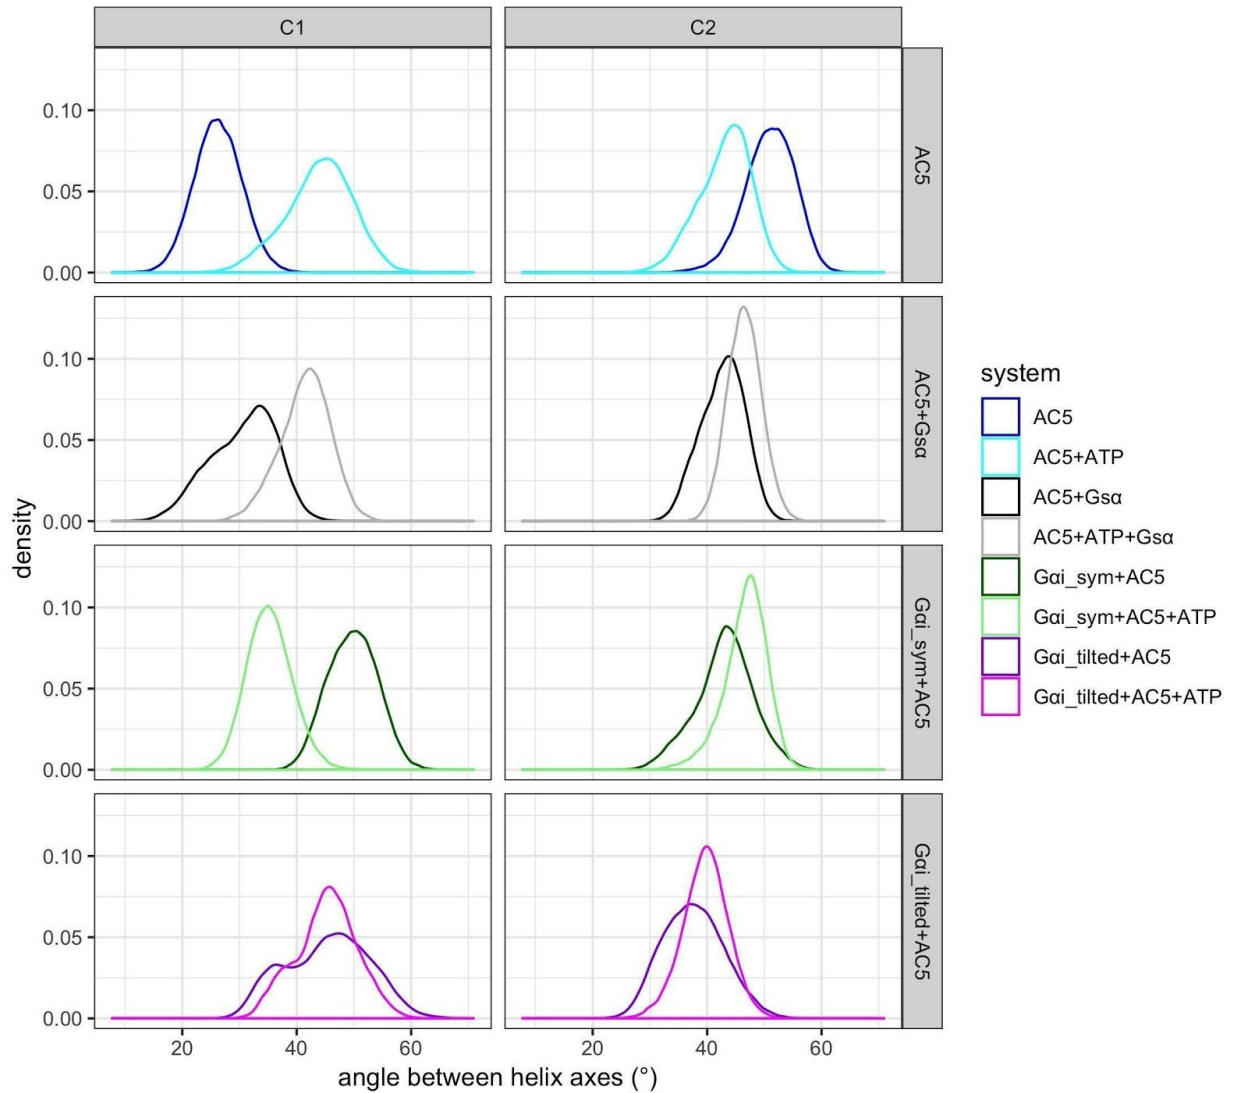 C1
C2
0.10
0.05
0.00
AC5
0.10
0.05
0.00
AC5+Gsα
0.10
0.05
0.00
Gαi_sym+AC5
0.10
0.05
0.00
Gαi_tilted+AC5
20
40
60
20
40
60
angle between helix axes (°)
density
system
AC5
AC5+ATP
AC5+Gsα
AC5+ATP+Gsα
Gαi_sym+AC5
Gαi_sym+AC5+ATP
Gαi_tilted+AC5
Gαi_tilted+AC5+ATP